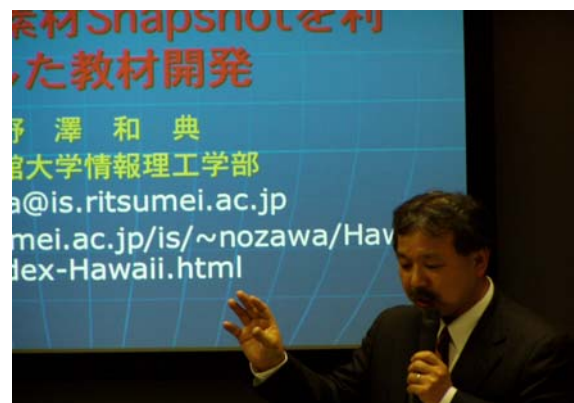 素材Snapshotを利
した教材開発
野 澤 和 典
館大学情報理工学部
a@is.ritsumei.ac.jp
mei.ac.jp/is/~nozawa/Haw
dex-Hawaii.html